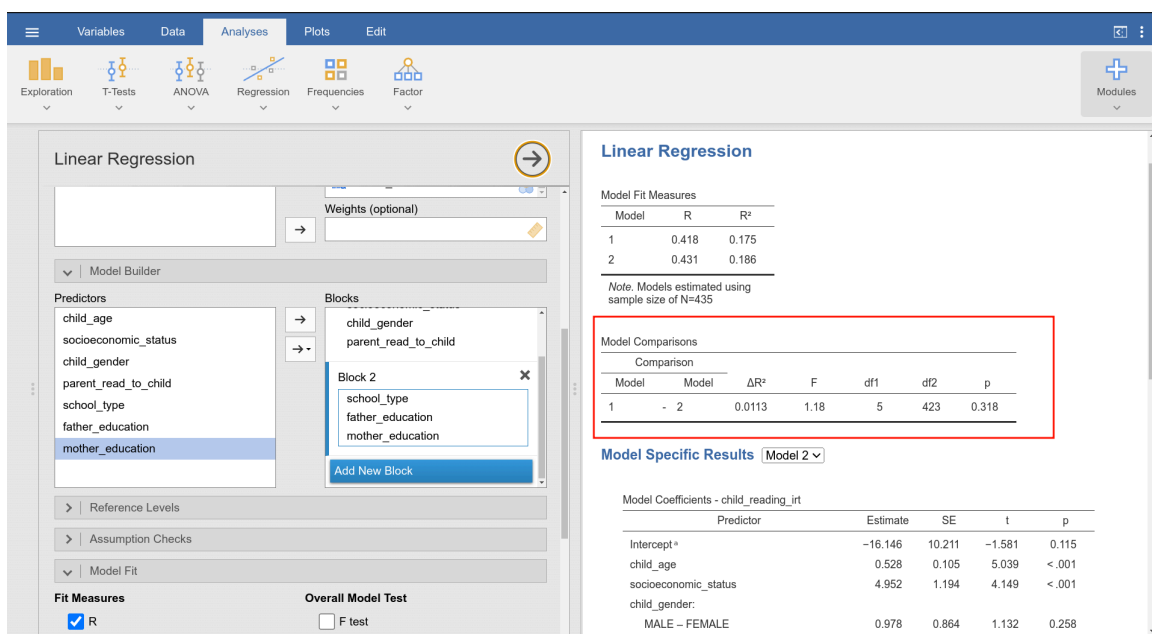 Variables Data Analyses Plots Edit
Exploration T-Tests ANOVA Regression Frequencies Factor Modules
Linear Regression
Weights (optional)
Model Builder
Predictors
child_age
socioeconomic_status
child_gender
parent_read_to_child
school_type
father_education
mother_education
Blocks
socioeconomic_status
child_gender
parent_read_to_child
Block 2
school_type
father_education
mother_education
Add New Block
Reference Levels
Assumption Checks
Model Fit
Fit Measures
R
Overall Model Test
F test
Linear Regression
Model Fit Measures
Model R R²
1 0.418 0.175
2 0.431 0.186
Note. Models estimated using
sample size of N=435
Model Comparisons
Comparison
Model Model ΔR² F df1 df2 p
1 - 2 0.0113 1.18 5 423 0.318
Model Specific Results Model 2
Model Coefficients - child_reading_irt
Predictor Estimate SE t p
Intercept ᵃ −16.146 10.211 −1.581 0.115
child_age 0.528 0.105 5.039 < .001
socioeconomic_status 4.952 1.194 4.149 < .001
child_gender:
MALE – FEMALE 0.978 0.864 1.132 0.258